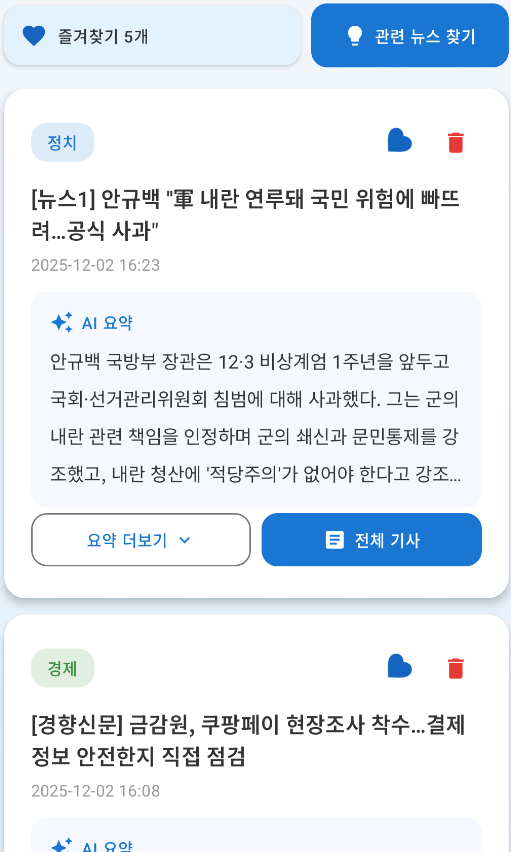 즐겨찾기 5개
관련 뉴스 찾기
정치
[뉴스1] 안규백 "軍 내란 연루돼 국민 위험에 빠뜨
려...공식 사과"
2025-12-02 16:23
AI 요약
안규백 국방부 장관은 12·3 비상계엄 1주년을 앞두고
국회·선거관리위원회 침범에 대해 사과했다. 그는 군의
내란 관련 책임을 인정하며 군의 쇄신과 문민통제를 강
조했고, 내란 청산에 '적당주의'가 없어야 한다고 강조...
요약 더보기
전체 기사
경제
[경향신문] 금감원, 쿠팡페이 현장조사 착수...결제
정보 안전한지 직접 점검
2025-12-02 16:08
AI 요약